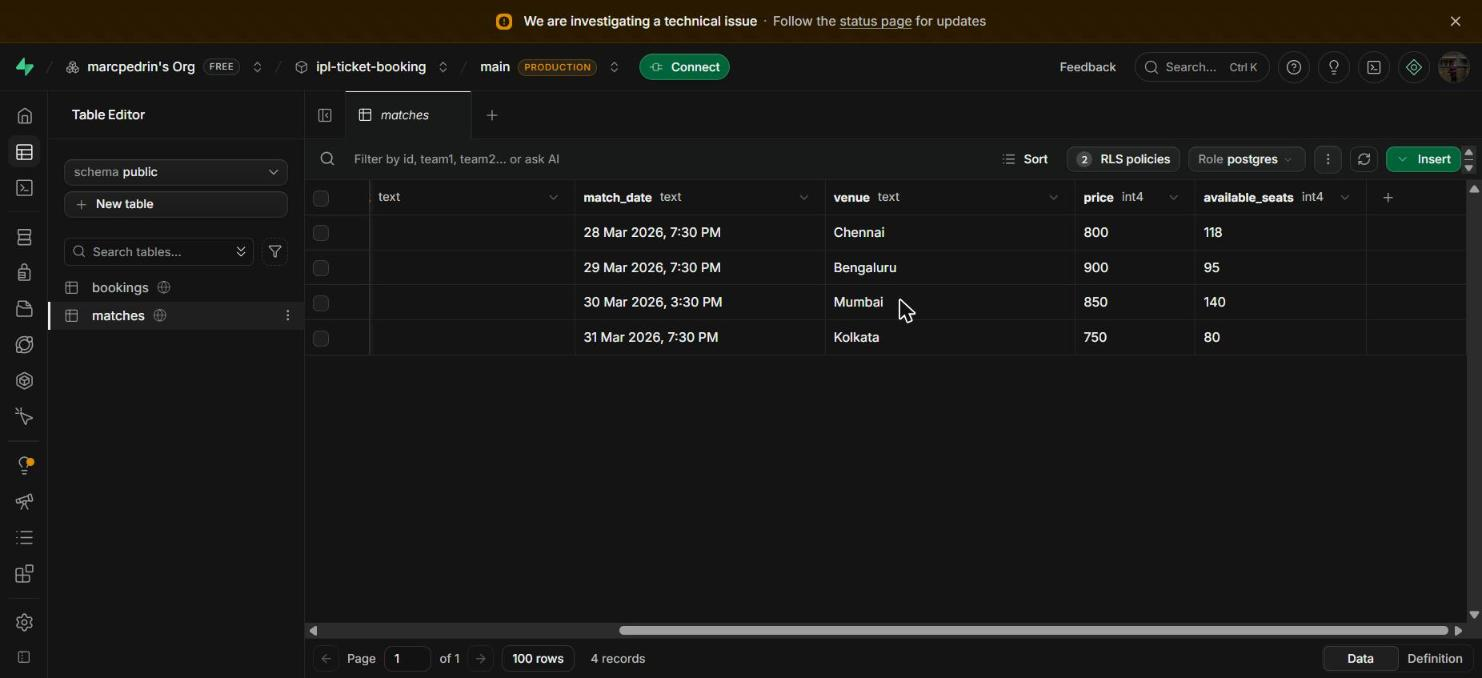 We are investigating a technical issue · Follow the status page for updates
marcpedrin's Org FREE / ipl-ticket-booking / main PRODUCTION Connect
Feedback Search... Ctrl K
Table Editor
matches
schema public
New table
Search tables...
bookings
matches
Filter by id, team1, team2... or ask AI
Sort 2 RLS policies Role postgres Insert
text match_date text venue text price int4 available_seats int4
28 Mar 2026, 7:30 PM Chennai 800 118
29 Mar 2026, 7:30 PM Bengaluru 900 95
30 Mar 2026, 3:30 PM Mumbai 850 140
31 Mar 2026, 7:30 PM Kolkata 750 80
Page 1 of 1 100 rows 4 records
Data Definition